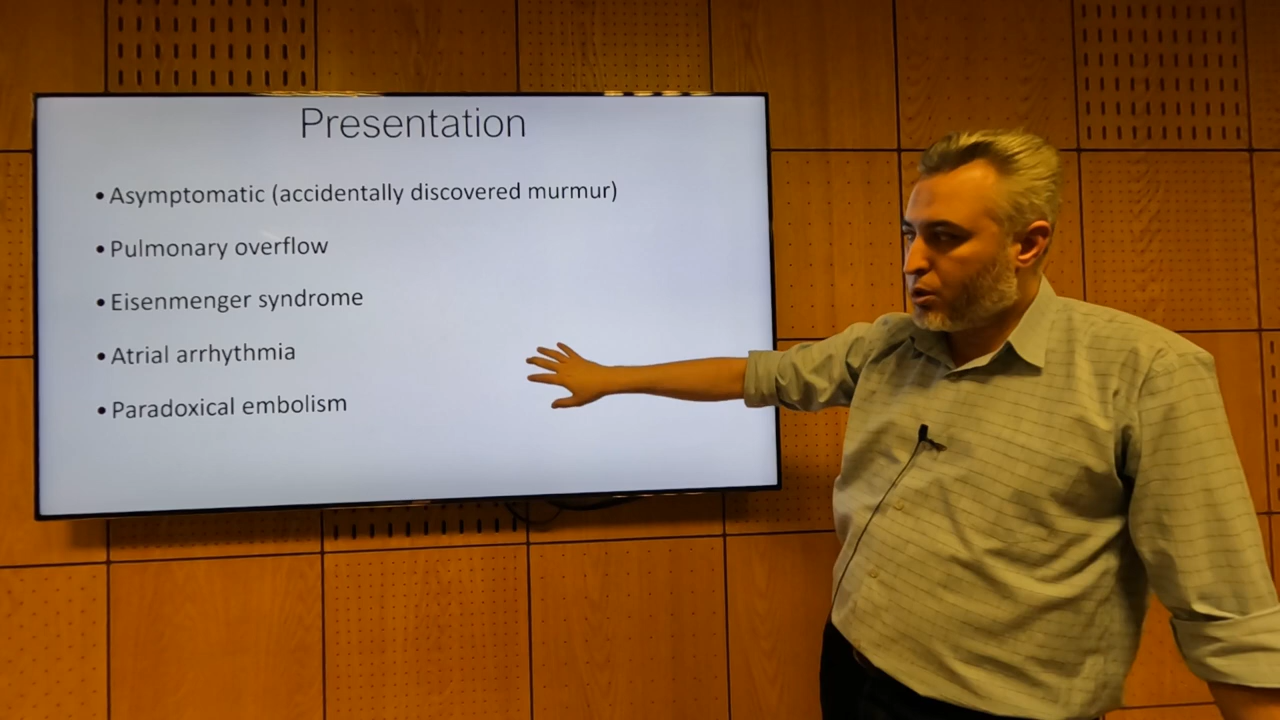 Presentation
• Asymptomatic (accidentally discovered murmur)
• Pulmonary overflow
• Eisenmenger syndrome
• Atrial arrhythmia
• Paradoxical embolism